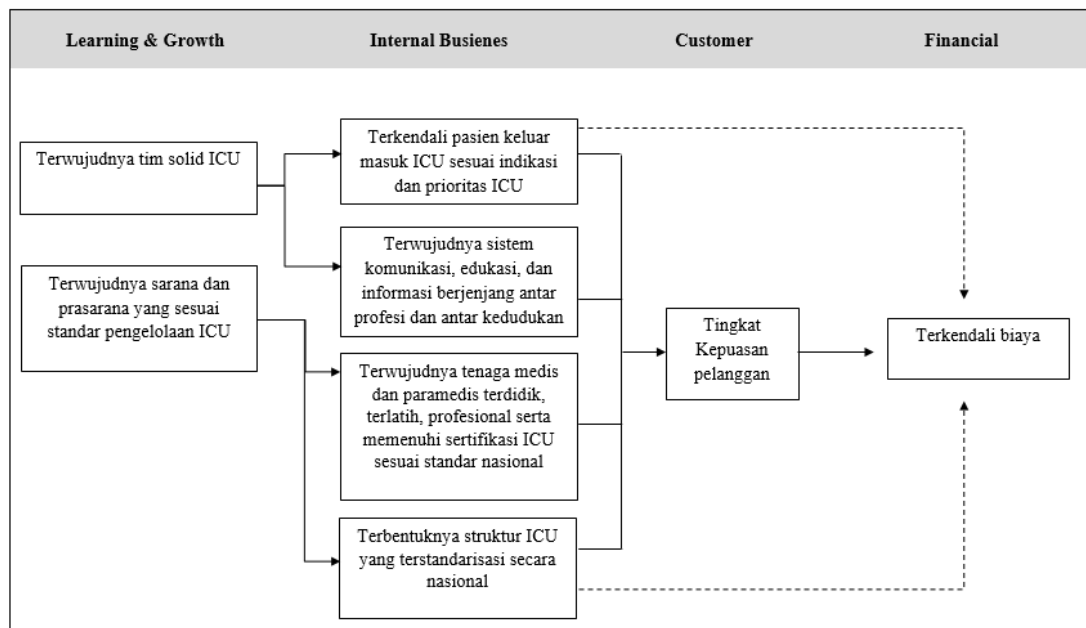 Learning & Growth
Internal Busienes
Customer
Financial
Terwujudnya tim solid ICU
Terwujudnya sarana dan
prasarana yang sesuai
standar pengelolaan ICU
Terkendali pasien keluar
masuk ICU sesuai indikasi
dan prioritas ICU
Terwujudnya sistem
komunikasi, edukasi, dan
informasi berjenjang antar
profesi dan antar kedudukan
Terwujudnya tenaga medis
dan paramedis terdidik,
terlatih, profesional serta
memenuhi sertifikasi ICU
sesuai standar nasional
Terbentuknya struktur ICU
yang terstandarisasi secara
nasional
Tingkat
Kepuasan
pelanggan
Terkendali biaya